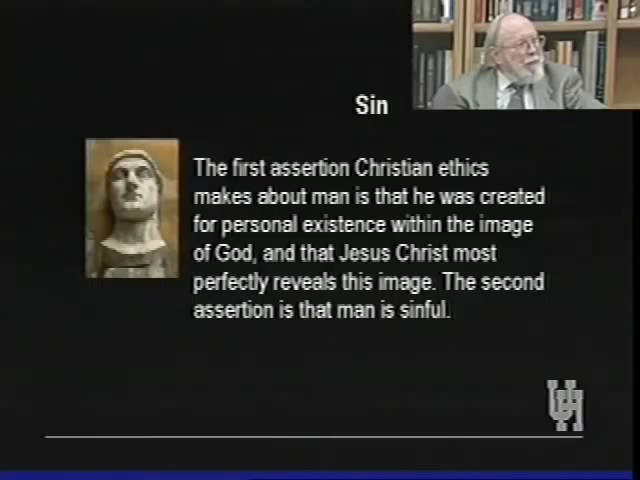 Sin
The first assertion Christian ethics
makes about man is that he was created
for personal existence within the image
of God, and that Jesus Christ most
perfectly reveals this image. The second
assertion is that man is sinful.
UH